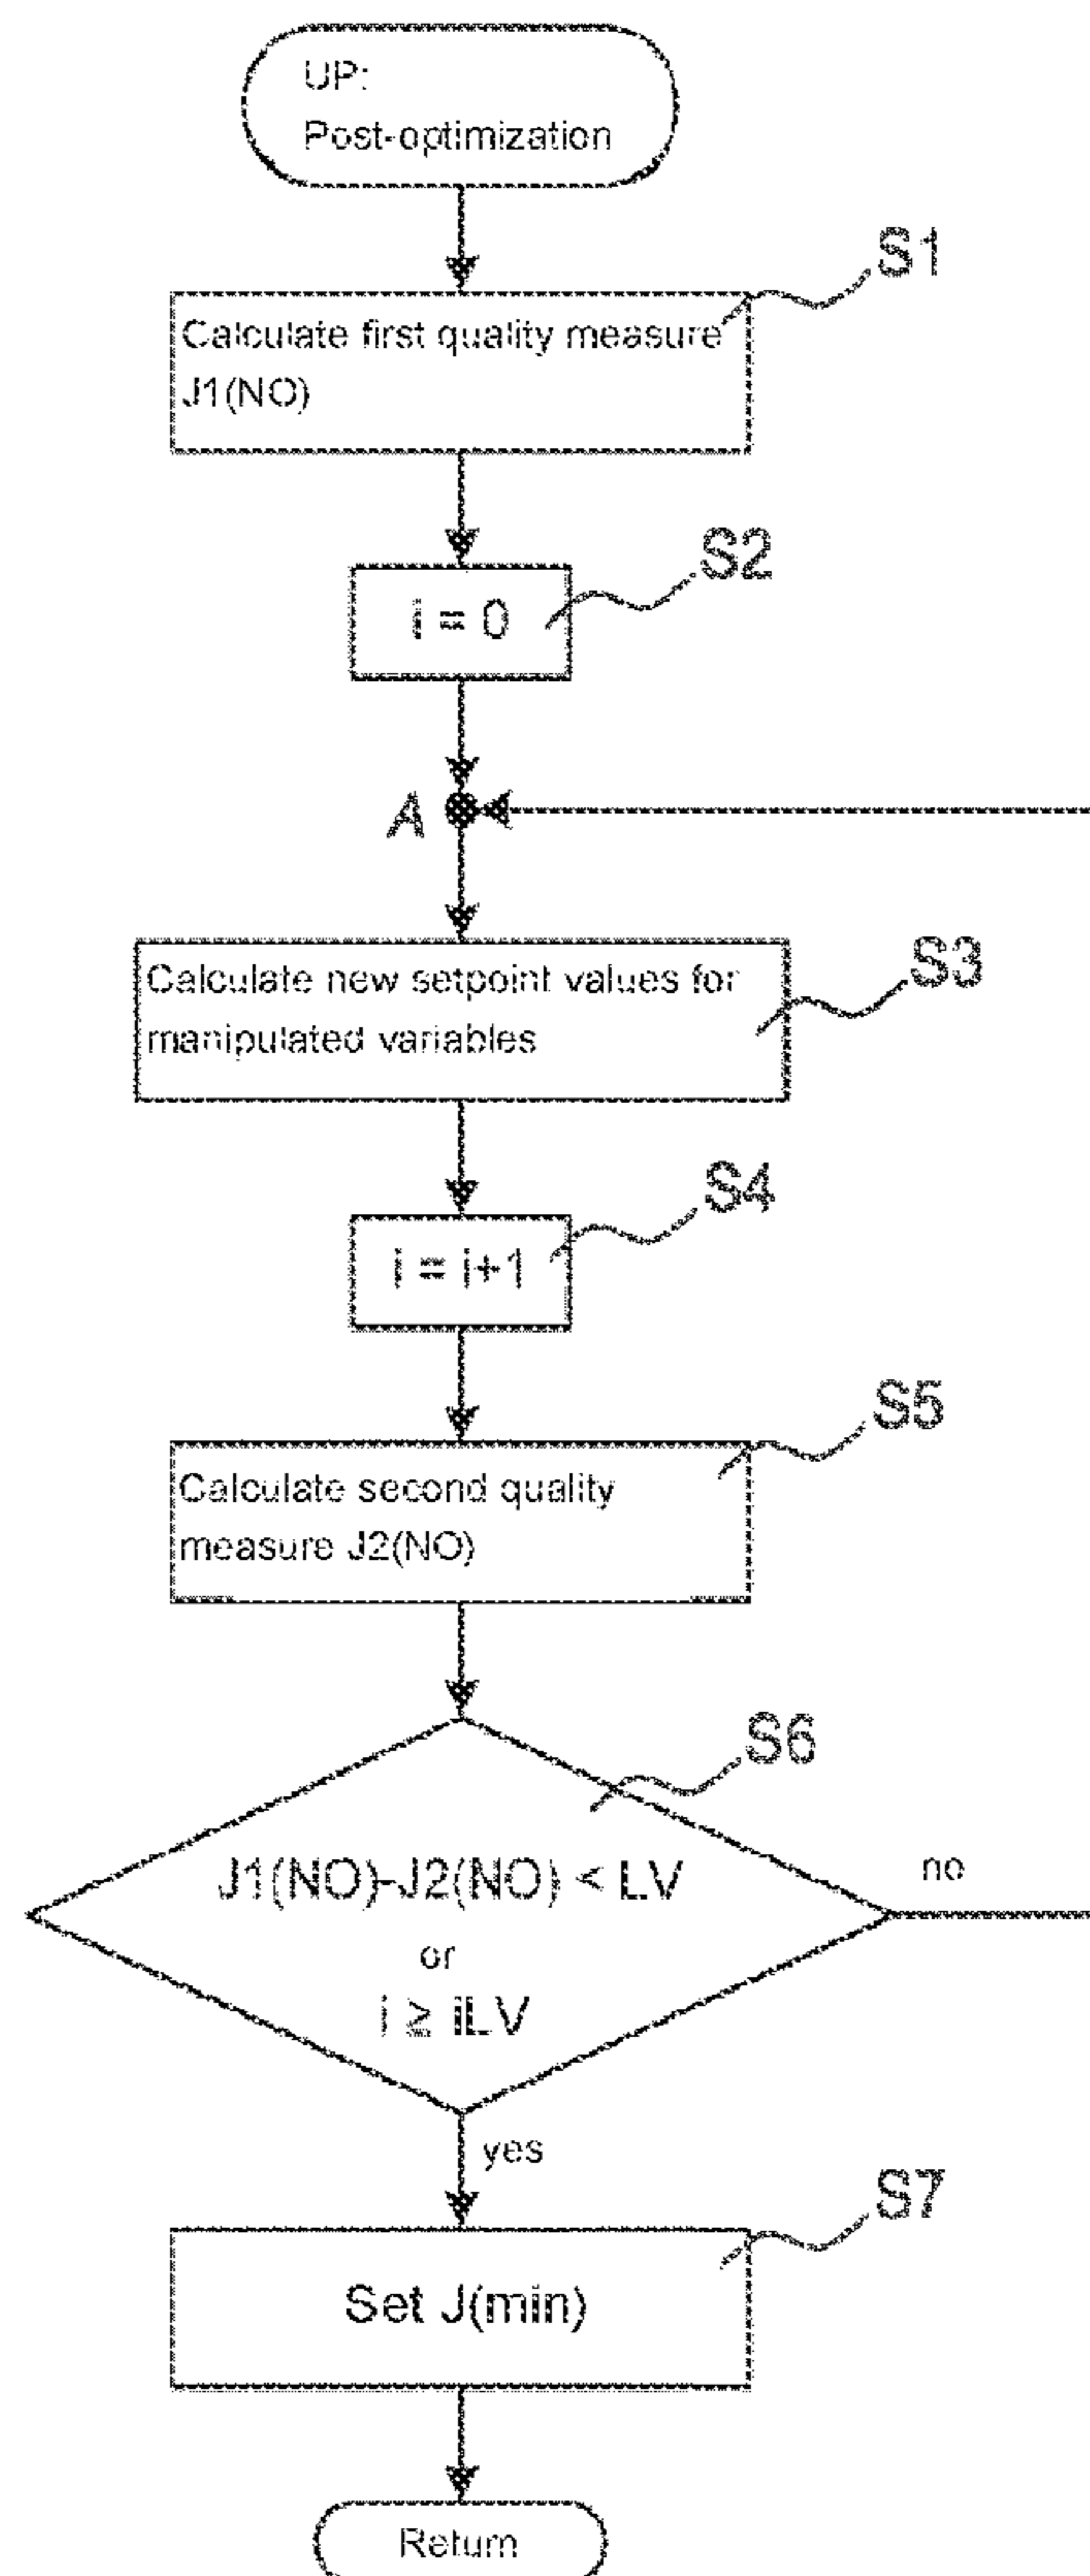 UP:
Post-optimization
S1
Calculate first quality measure
J1(NO)
S2
i = 0
A
S3
Calculate new setpoint values for
manipulated variables
S4
i = i+1
S5
Calculate second quality
measure J2(NO)
S6
J1(NO)-J2(NO) < LV
or
i ≥ iLV
no
yes
S7
Set J(min)
Return